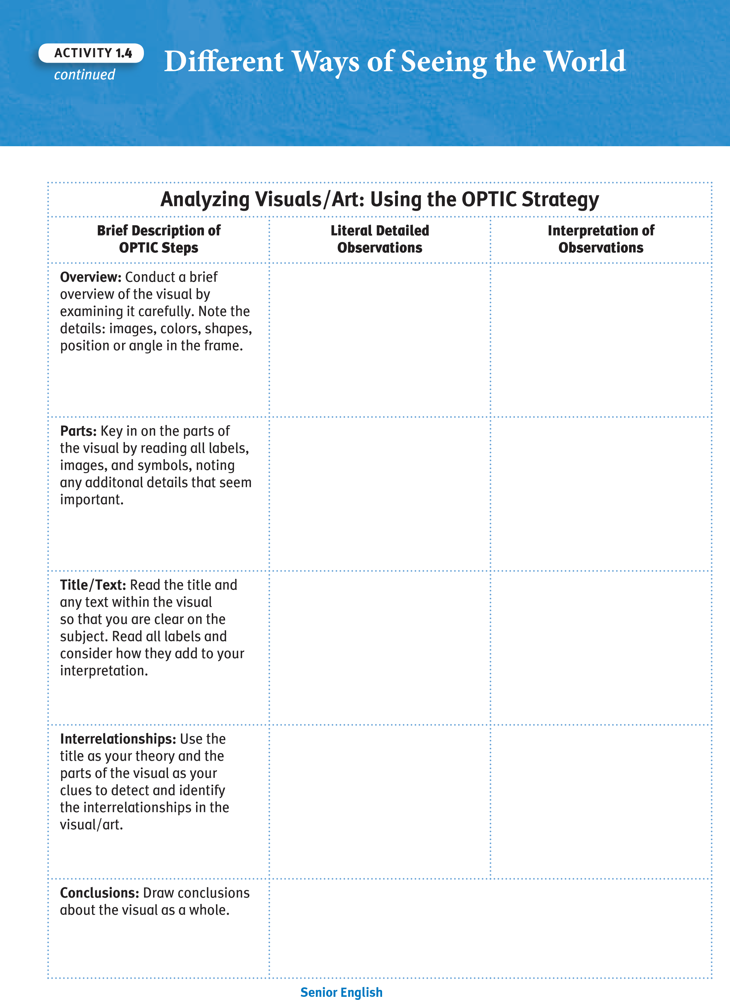 ACTIVITY 1.4
continued
Different Ways of Seeing the World
Analyzing Visuals/Art: Using the OPTIC Strategy
Brief Description of
OPTIC Steps
Literal Detailed
Observations
Interpretation of
Observations
Overview: Conduct a brief
overview of the visual by
examining it carefully. Note the
details: images, colors, shapes,
position or angle in the frame.
Parts: Key in on the parts of
the visual by reading all labels,
images, and symbols, noting
any additonal details that seem
important.
Title/Text: Read the title and
any text within the visual
so that you are clear on the
subject. Read all labels and
consider how they add to your
interpretation.
Interrelationships: Use the
title as your theory and the
parts of the visual as your
clues to detect and identify
the interrelationships in the
visual/art.
Conclusions: Draw conclusions
about the visual as a whole.
Senior English